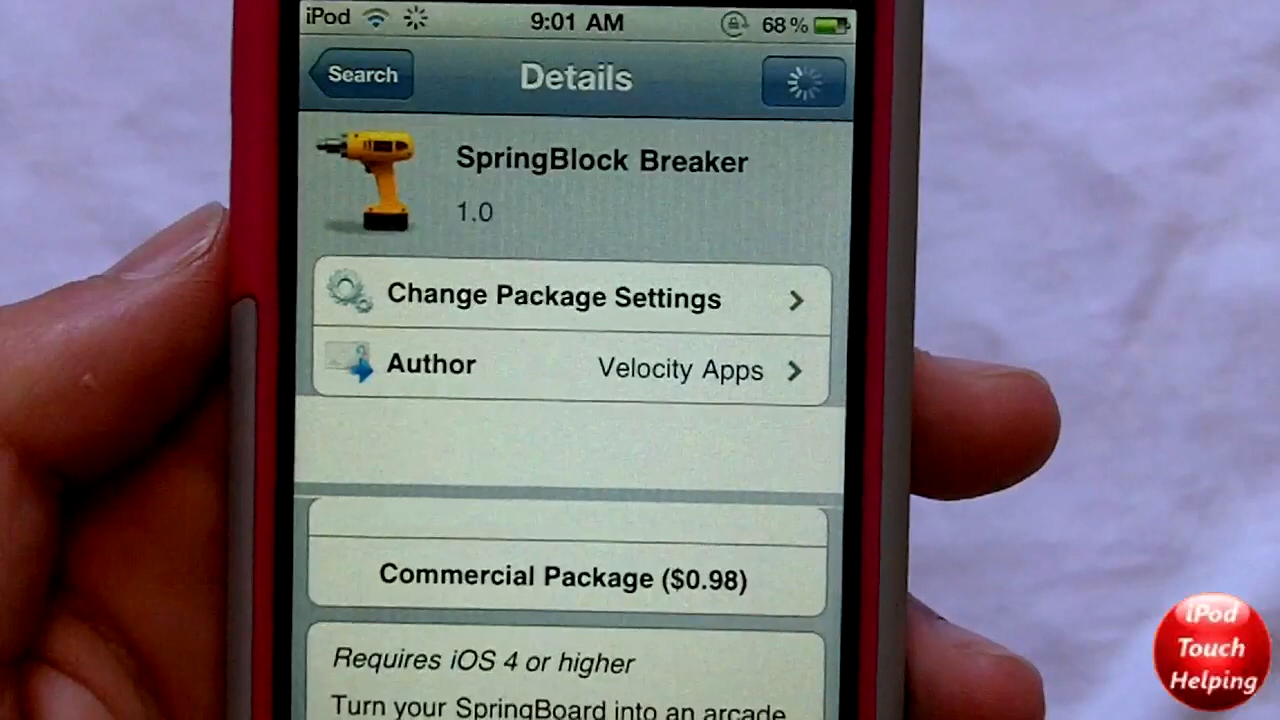 iPod 9:01 AM 68%
Search Details
SpringBlock Breaker
1.0
Change Package Settings
Author Velocity Apps
Commercial Package ($0.98)
Requires iOS 4 or higher
Turn your SpringBoard into an arcade
iPod
Touch
Helping